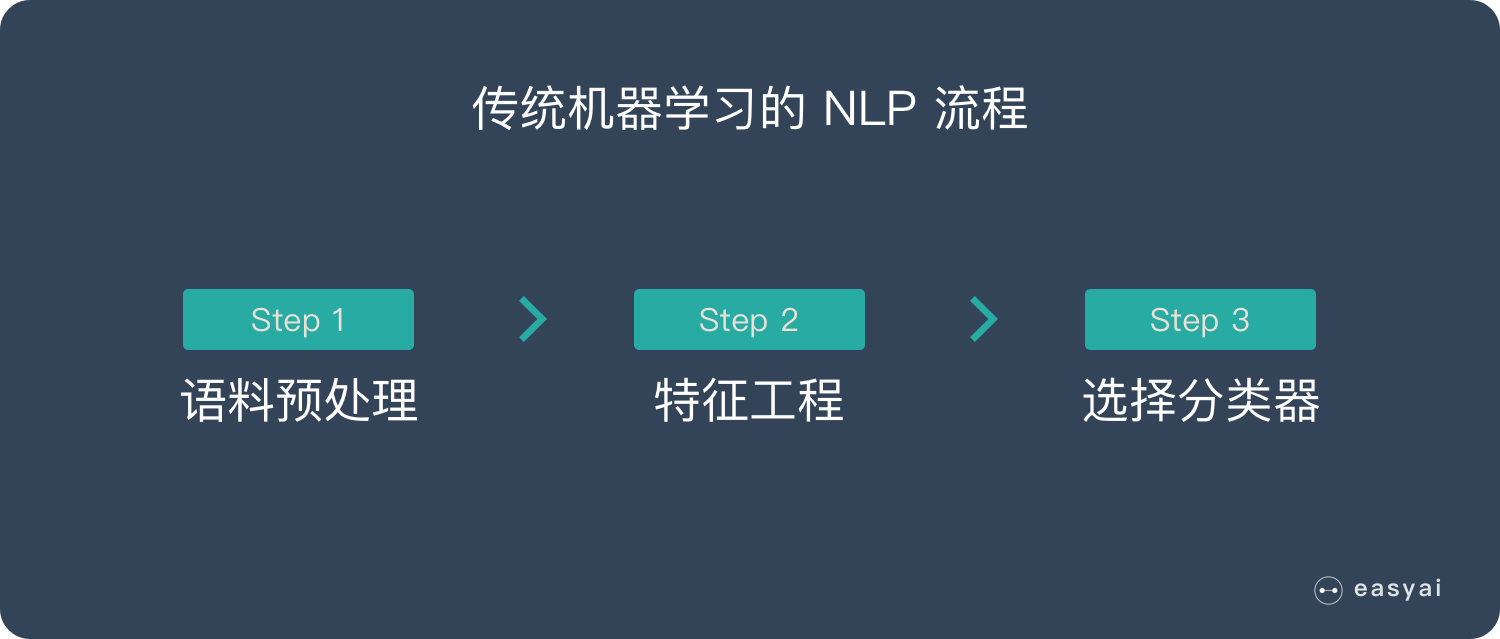 传统机器学习的 NLP 流程
Step 1
Step 2
Step 3
语料预处理
特征工程
选择分类器
easyai